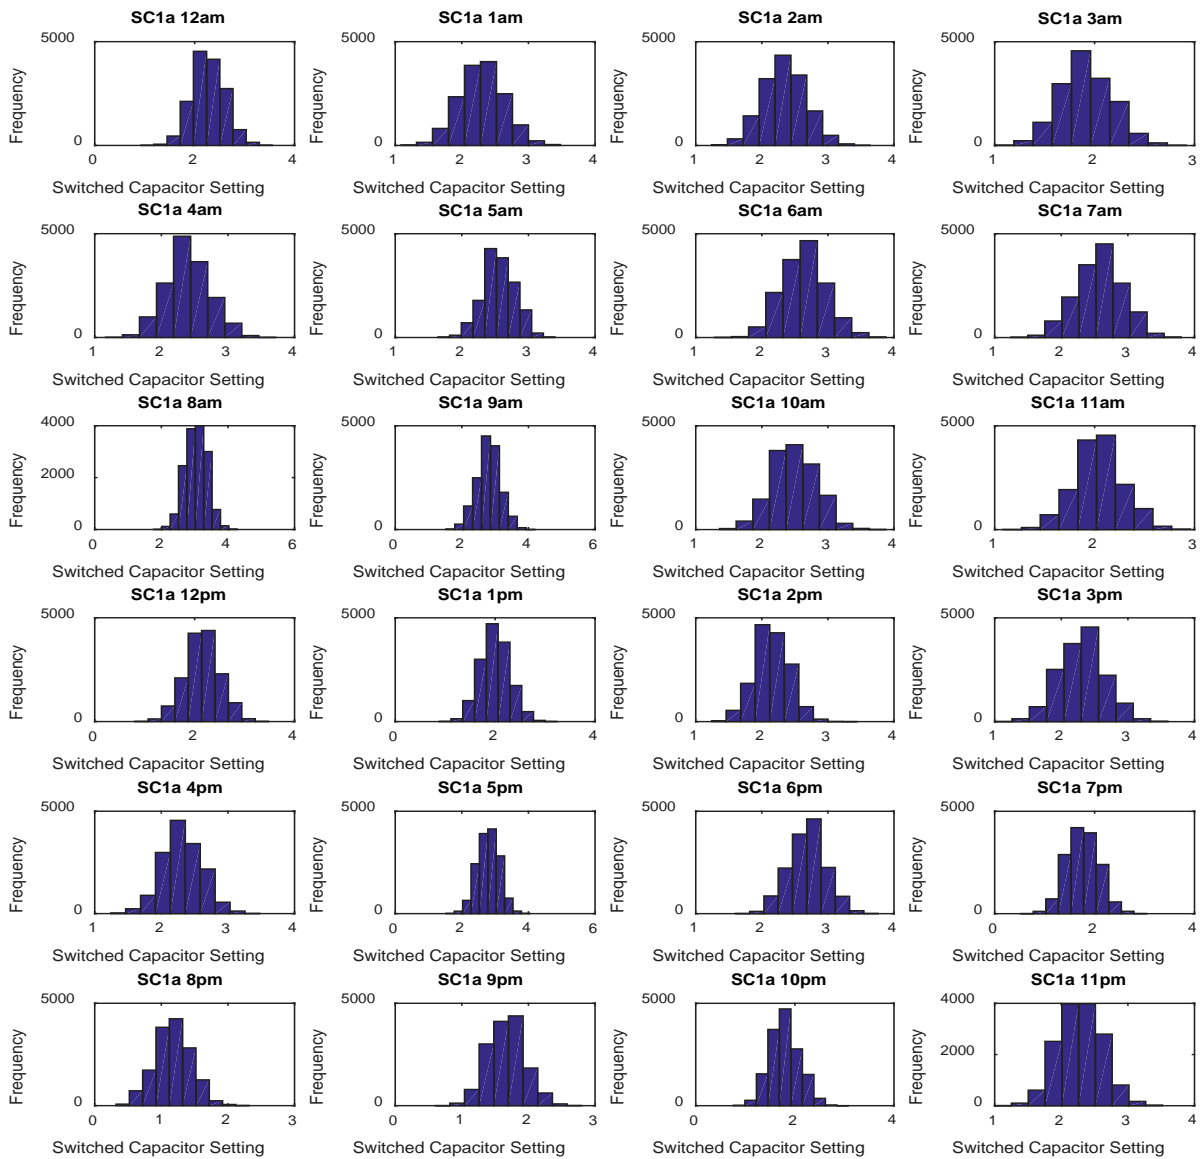 SC1a 12am SC1a 1am SC1a 2am SC1a 3am
5000 5000 5000 5000
Frequency Frequency Frequency Frequency
0 0 0 0
0 2 4 1 2 3 4 1 2 3 4 1 2 3
Switched Capacitor Setting Switched Capacitor Setting Switched Capacitor Setting Switched Capacitor Setting
SC1a 4am SC1a 5am SC1a 6am SC1a 7am
5000 5000 5000 5000
Frequency Frequency Frequency Frequency
0 0 0 0
1 2 3 4 1 2 3 4 1 2 3 4 1 2 3 4
Switched Capacitor Setting Switched Capacitor Setting Switched Capacitor Setting Switched Capacitor Setting
SC1a 8am SC1a 9am SC1a 10am SC1a 11am
4000 5000 5000 5000
2000
Frequency Frequency Frequency Frequency
0 0 0 0
0 2 4 6 0 2 4 6 1 2 3 4 1 2 3
Switched Capacitor Setting Switched Capacitor Setting Switched Capacitor Setting Switched Capacitor Setting
SC1a 12pm SC1a 1pm SC1a 2pm SC1a 3pm
5000 5000 5000 5000
Frequency Frequency Frequency Frequency
0 0 0 0
0 2 4 0 2 4 1 2 3 4 1 2 3 4
Switched Capacitor Setting Switched Capacitor Setting Switched Capacitor Setting Switched Capacitor Setting
SC1a 4pm SC1a 5pm SC1a 6pm SC1a 7pm
5000 5000 5000 5000
Frequency Frequency Frequency Frequency
0 0 0 0
1 2 3 4 0 2 4 6 1 2 3 4 0 2 4
Switched Capacitor Setting Switched Capacitor Setting Switched Capacitor Setting Switched Capacitor Setting
SC1a 8pm SC1a 9pm SC1a 10pm SC1a 11pm
5000 5000 5000 4000
2000
Frequency Frequency Frequency Frequency
0 0 0 0
0 1 2 3 0 1 2 3 0 2 4 1 2 3 4
Switched Capacitor Setting Switched Capacitor Setting Switched Capacitor Setting Switched Capacitor Setting